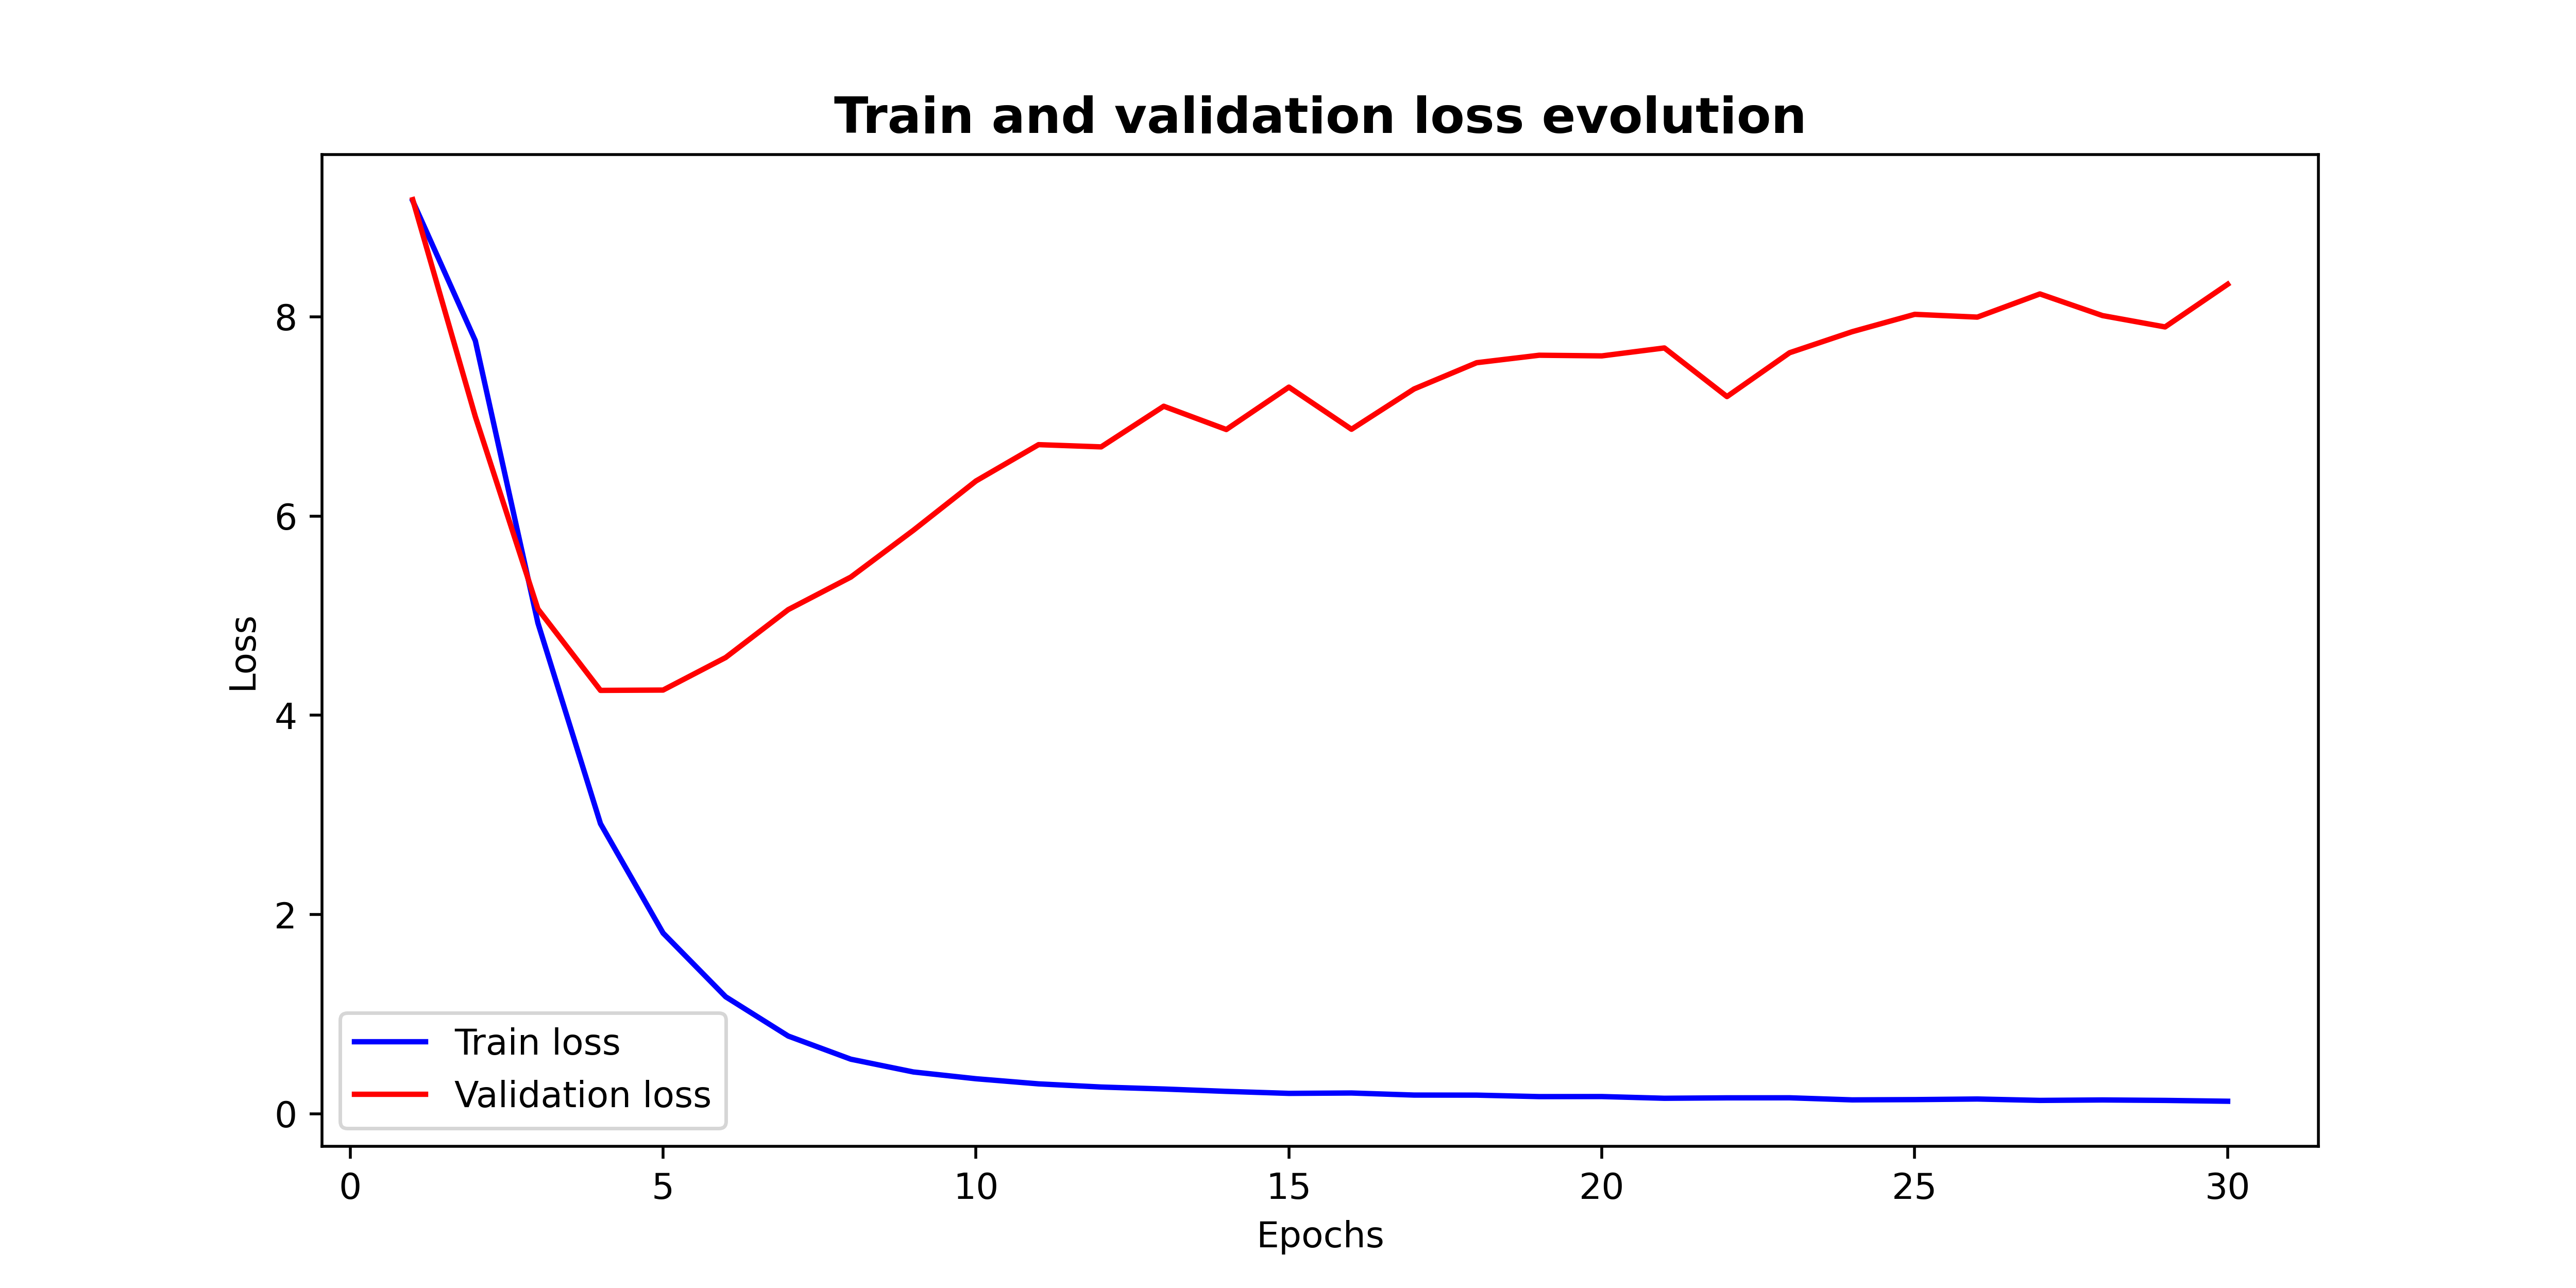 Train and validation loss evolution
Loss
8
6
4
2
0
Train loss
Validation loss
0 5 10 15 20 25 30
Epochs